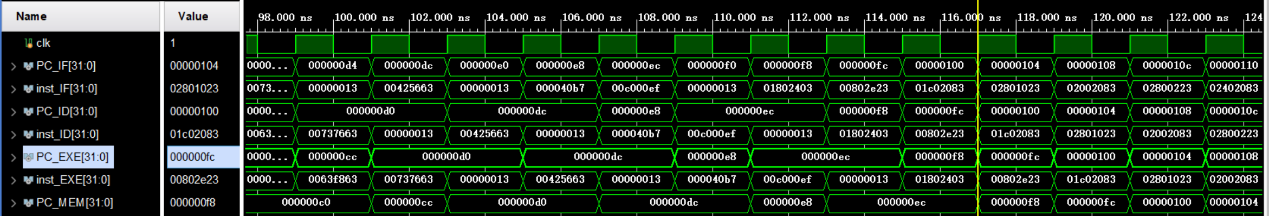 Name Value 98.000 ns 100.000 ns 102.000 ns 104.000 ns 106.000 ns 108.000 ns 110.000 ns 112.000 ns 114.000 ns 116.000 ns 118.000 ns 120.000 ns 122.000 ns 124
clk 1
PC_IF[31:0] 00000104 0000... 000000d4 000000dc 000000e0 000000e8 000000ec 000000f0 000000f8 000000fc 00000100 00000104 00000108 0000010c 00000110
inst_IF[31:0] 02801023 0073... 00000013 00425663 00000013 000040b7 00c000ef 00000013 01802403 00802e23 01c02083 02801023 02002083 02800223 02402083
PC_ID[31:0] 00000100 0000... 000000d0 000000dc 000000e8 000000ec 000000f8 000000fc 00000100 00000104 00000108 0000010c
inst_ID[31:0] 01c02083 0063... 00737663 00000013 00425663 00000013 000040b7 00c000ef 00000013 01802403 00802e23 01c02083 02801023 02002083 02800223
PC_EXE[31:0] 000000fc 0000... 000000cc 000000d0 000000dc 000000e8 000000ec 000000f8 000000fc 00000100 00000104 00000108
inst_EXE[31:0] 00802e23 0000... 0063f863 00737663 00000013 00425663 00000013 000040b7 00c000ef 00000013 01802403 00802e23 01c02083 02801023 02002083
PC_MEM[31:0] 000000f8 000000c0 000000cc 000000d0 000000dc 000000e8 000000ec 000000f8 000000fc 00000100 00000104